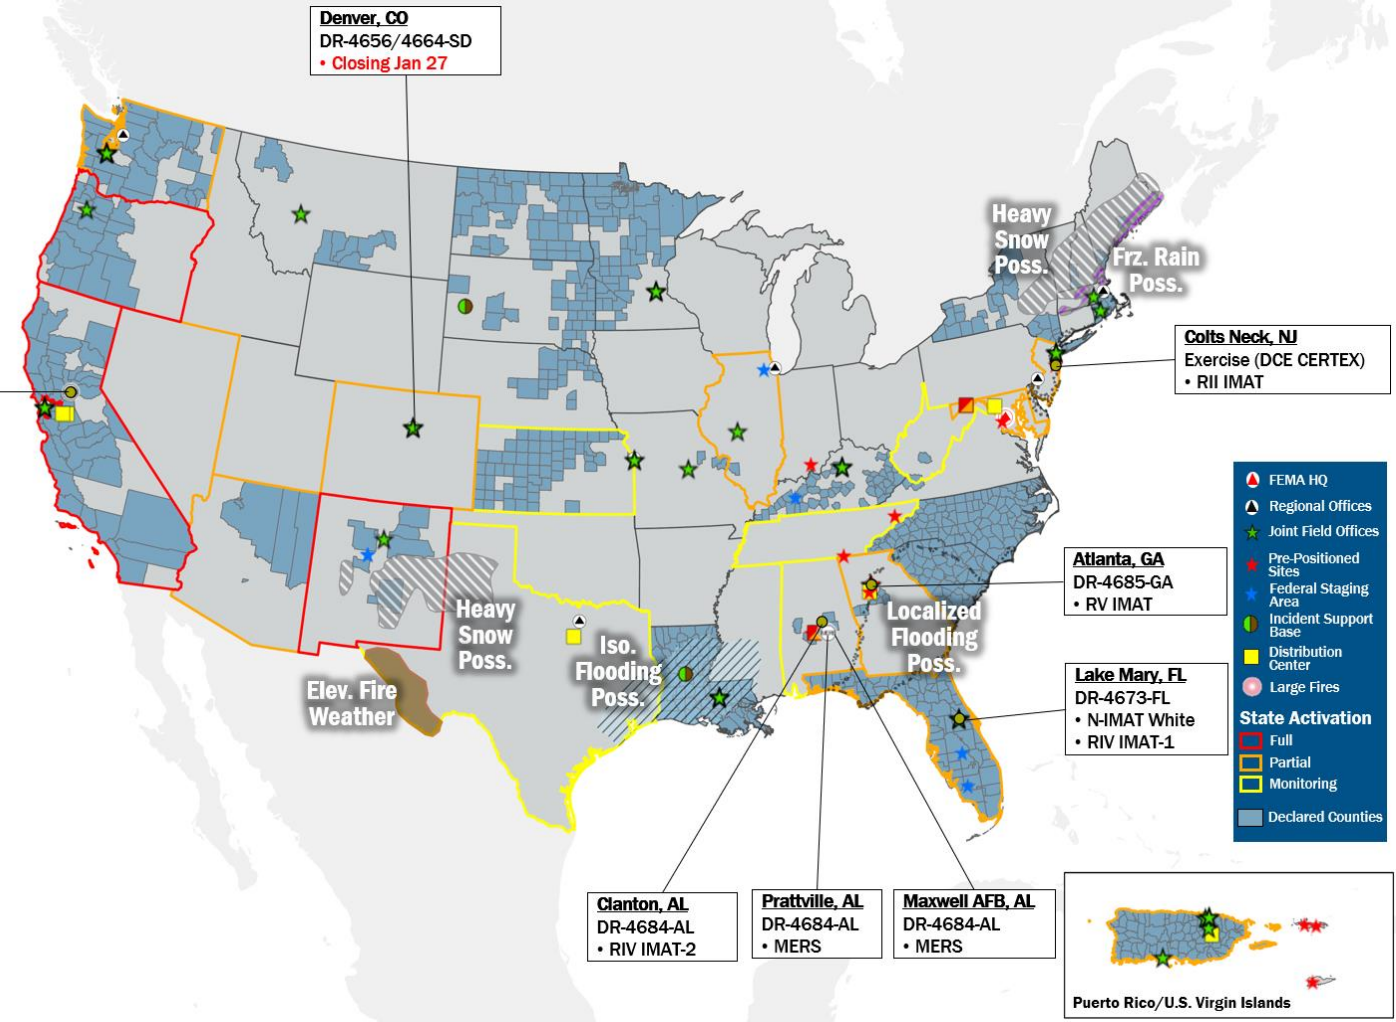 Denver, CO
DR-4656/4664-SD
• Closing Jan 27
Heavy
Snow
Poss.
Frz. Rain
Poss.
Colts Neck, NJ
Exercise (DCE CERTEX)
• RII IMAT
FEMA HQ
Regional Offices
Joint Field Offices
Pre-Positioned
Sites
Federal Staging
Area
Incident Support
Base
Distribution
Center
Large Fires
State Activation
Full
Partial
Monitoring
Declared Counties
Atlanta, GA
DR-4685-GA
• RV IMAT
Heavy
Snow
Poss.
Iso.
Flooding
Poss.
Localized
Flooding
Poss.
Elev. Fire
Weather
Lake Mary, FL
DR-4673-FL
• N-IMAT White
• RIV IMAT-1
Clanton, AL
DR-4684-AL
• RIV IMAT-2
Prattville, AL
DR-4684-AL
• MERS
Maxwell AFB, AL
DR-4684-AL
• MERS
Puerto Rico/U.S. Virgin Islands